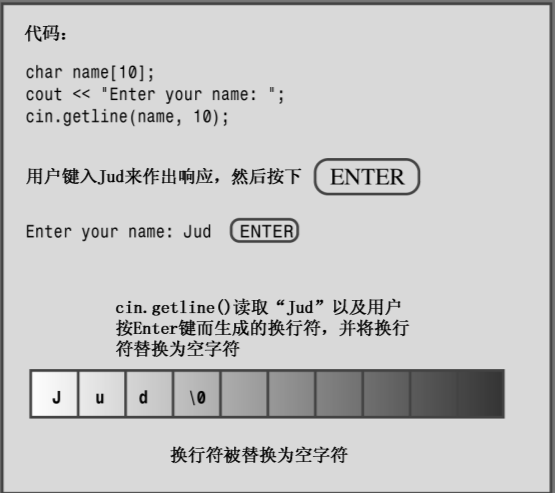 代码：
char name[10];
cout << "Enter your name: ";
cin.getline(name, 10);
用户键入Jud来作出响应，然后按下 ENTER
Enter your name: Jud ENTER
cin.getline()读取“Jud”以及用户
按Enter键而生成的换行符，并将换行
符替换为空字符
J u d \0
换行符被替换为空字符